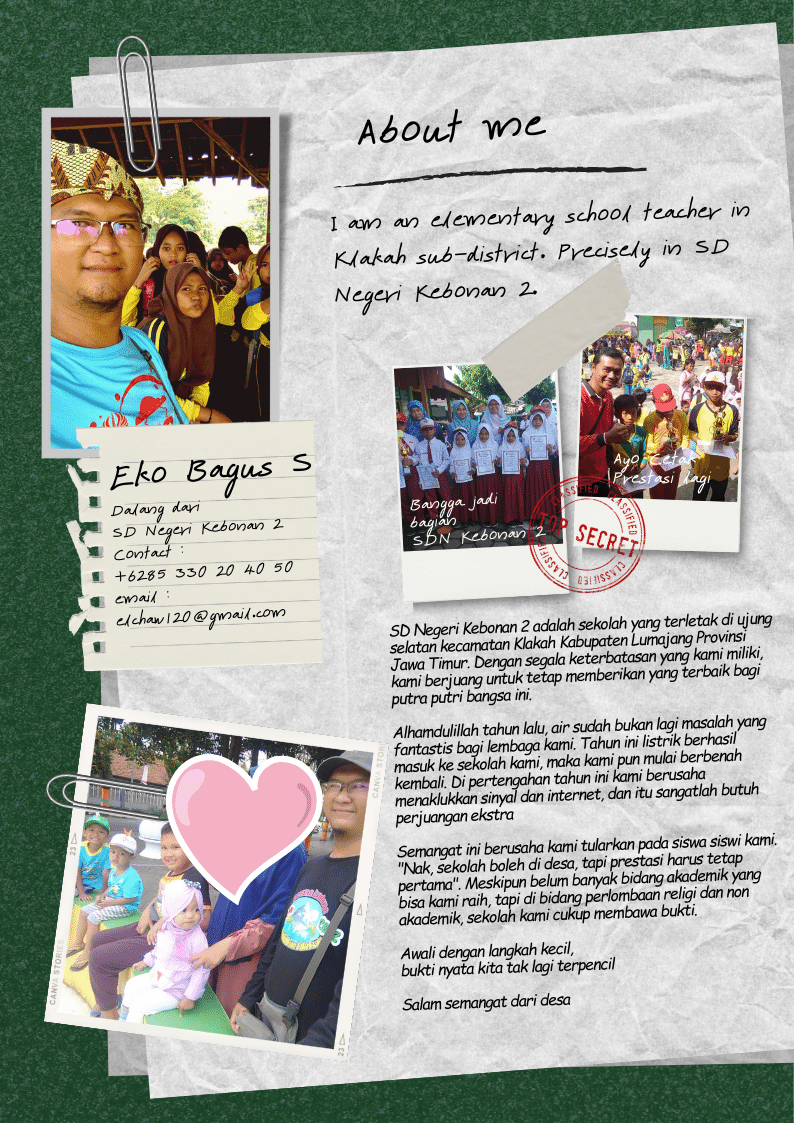 About me
I am an elementary school teacher in
Klakah sub-district. Precisely in SD
Negeri Kebonan 2.
Eko Bagus S
Dalang dari
SD Negeri Kebonan 2
Contact :
+6285 330 20 40 50
email :
elchaw120@gmail.com
Bangga jadi
bagian
SDN Kebonan 2
Ayo Cetak
Prestasi lagi
CLASSIFIED CLASSIFIED
TOP SECRET
CLASSIFIED CLASSIFIED
SD Negeri Kebonan 2 adalah sekolah yang terletak di ujung
selatan kecamatan Klakah Kabupaten Lumajang Provinsi
Jawa Timur. Dengan segala keterbatasan yang kami miliki,
kami berjuang untuk tetap memberikan yang terbaik bagi
putra putri bangsa ini.
Alhamdulillah tahun lalu, air sudah bukan lagi masalah yang
fantastis bagi lembaga kami. Tahun ini listrik berhasil
masuk ke sekolah kami, maka kami pun mulai berbenah
kembali. Di pertengahan tahun ini kami berusaha
menaklukkan sinyal dan internet, dan itu sangatlah butuh
perjuangan ekstra
Semangat ini berusaha kami tularkan pada siswa siswi kami.
"Nak, sekolah boleh di desa, tapi prestasi harus tetap
pertama". Meskipun belum banyak bidang akademik yang
bisa kami raih, tapi di bidang perlombaan religi dan non
akademik, sekolah kami cukup membawa bukti.
Awali dengan langkah kecil,
bukti nyata kita tak lagi terpencil
Salam semangat dari desa
CANVA STORIES
23
CANVA STORIES
23